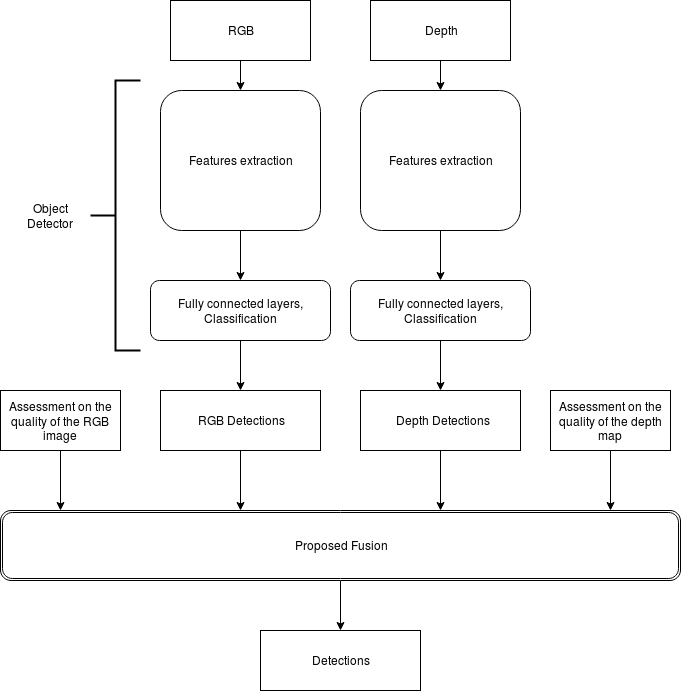 RGB
Depth
Features extraction
Features extraction
Object
Detector
Fully connected layers,
Classification
Fully connected layers,
Classification
Assessment on the
quality of the RGB
image
RGB Detections
Depth Detections
Assessment on the
quality of the depth
map
Proposed Fusion
Detections